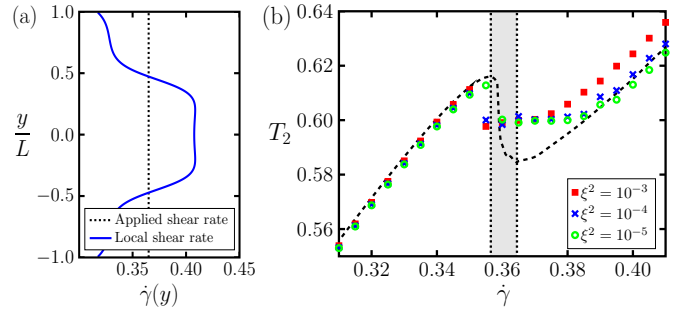 (a)
1.0
0.5
0.0
-0.5
-1.0
y/L
Applied shear rate
Local shear rate
0.35 0.40 0.45
γ̇(y)
(b)
0.64
0.62
0.60
0.58
0.56
T₂
ξ² = 10⁻³
ξ² = 10⁻⁴
ξ² = 10⁻⁵
0.32 0.34 0.36 0.38 0.40
γ̇